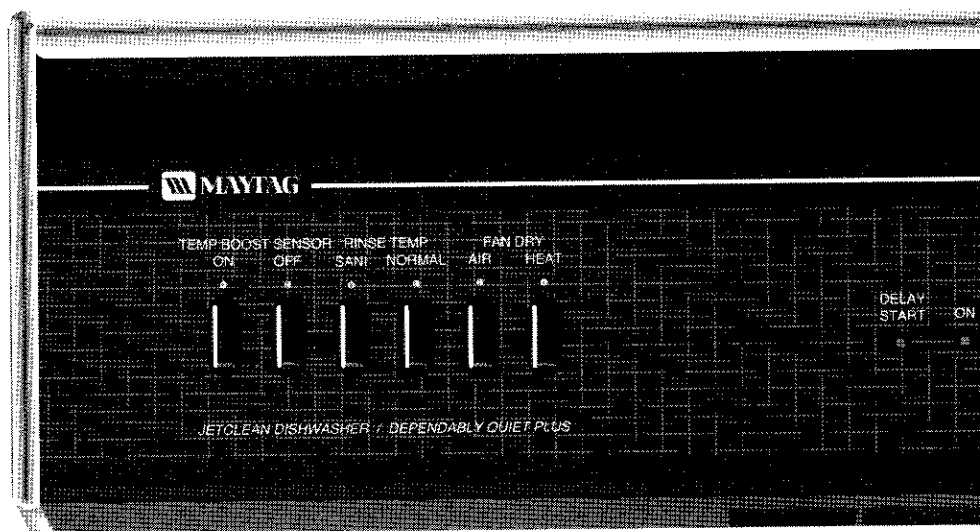 MAYTAG
TEMP BOOST SENSOR RINSE TEMP FAN DRY
ON OFF SANI NORMAL AIR HEAT
DELAY
START ON
JETCLEAN DISHWASHER / DEPENDABLY QUIET PLUS